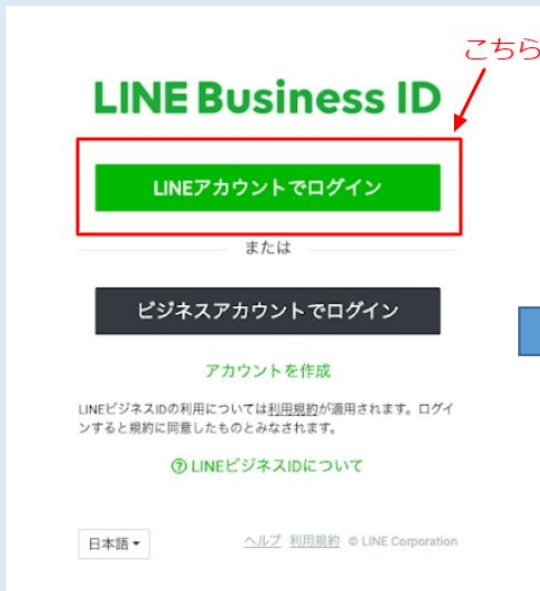 こちら
LINE Business ID
LINEアカウントでログイン
または
ビジネスアカウントでログイン
アカウントを作成
LINEビジネスIDの利用については利用規約が適用されます。ログイ
ンすると規約に同意したものとみなされます。
? LINEビジネスIDについて
日本語 ヘルプ 利用規約 © LINE Corporation